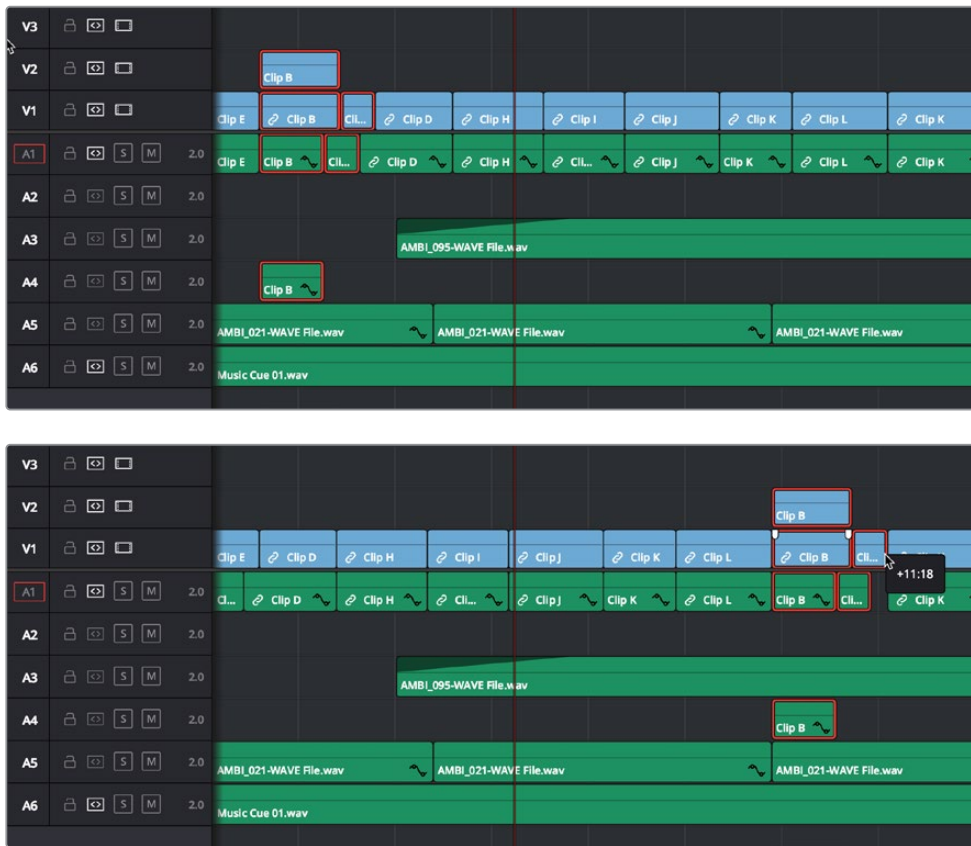 V3
V2
Clip B
V1
Clip E Clip B Cli... Clip D Clip H Clip I Clip J Clip K Clip L Clip K
A1 S M 2.0 Clip E Clip B Cli... Clip D Clip H Cli... Clip J Clip K Clip L Clip K
A2 S M 2.0
A3 S M 2.0 AMBI_095-WAVE File.wav
A4 S M 2.0 Clip B
A5 S M 2.0 AMBI_021-WAVE File.wav AMBI_021-WAVE File.wav AMBI_021-WAVE File.wav
A6 S M 2.0 Music Cue 01.wav
V3
V2
Clip B
V1
Clip E Clip D Clip H Clip I Clip J Clip K Clip L Clip B Cli...
+11:18
A1 S M 2.0 Cl... Clip D Clip H Cli... Clip J Clip K Clip L Clip B Cli... Clip K
A2 S M 2.0
A3 S M 2.0 AMBI_095-WAVE File.wav
A4 S M 2.0 Clip B
A5 S M 2.0 AMBI_021-WAVE File.wav AMBI_021-WAVE File.wav AMBI_021-WAVE File.wav
A6 S M 2.0 Music Cue 01.wav